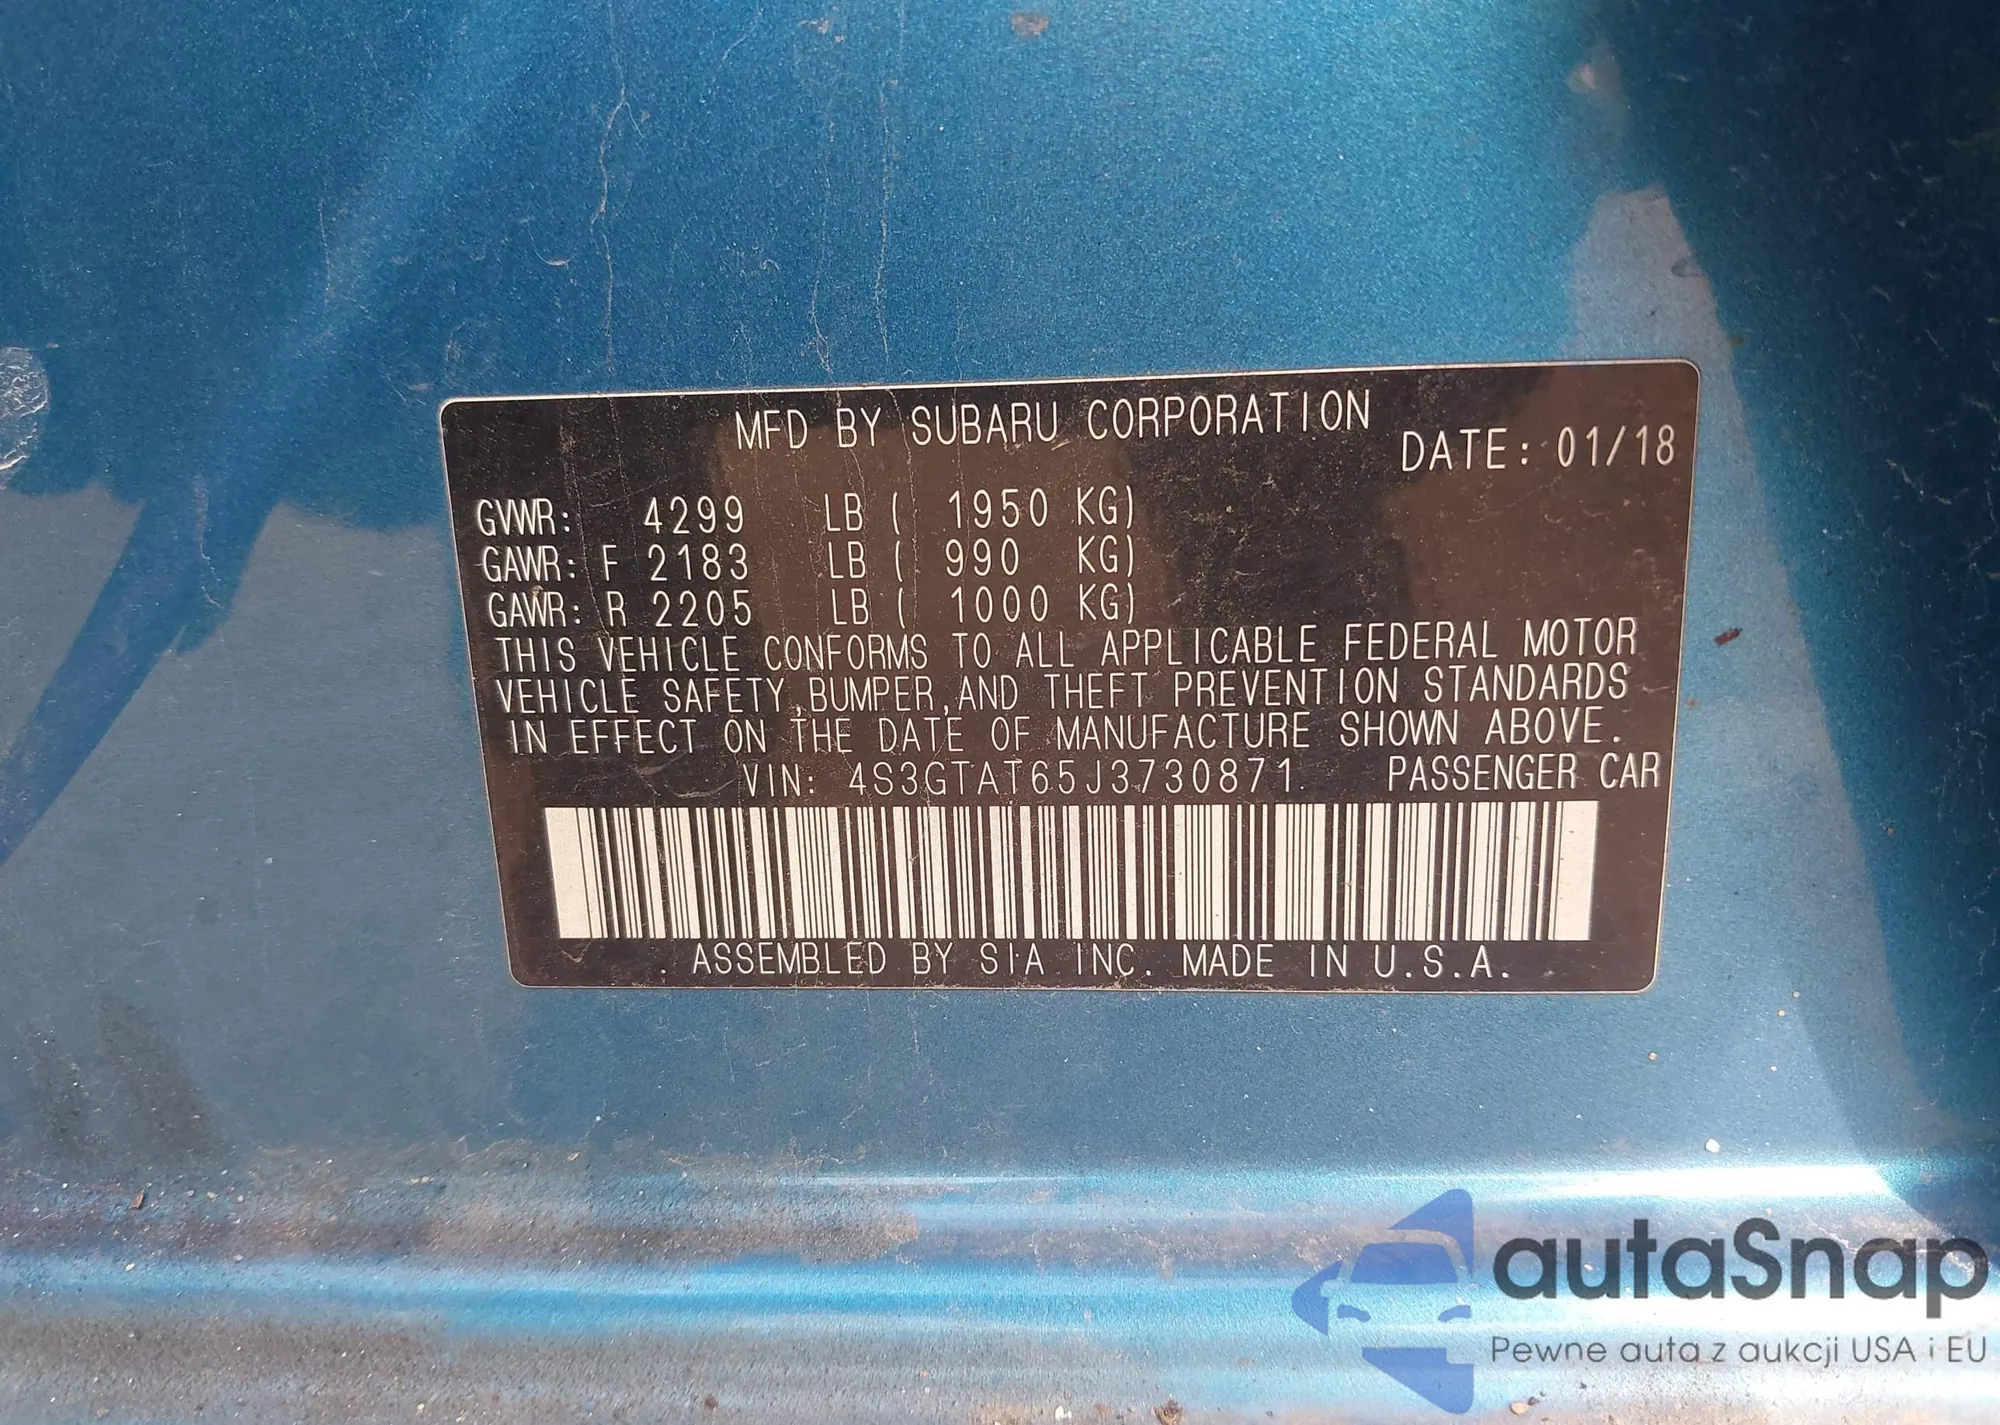 MFD BY SUBARU CORPORATION
DATE: 01/18
GVWR: 4299 LB ( 1950 KG)
GAWR: F 2183 LB ( 990 KG)
GAWR: R 2205 LB ( 1000 KG)
THIS VEHICLE CONFORMS TO ALL APPLICABLE FEDERAL MOTOR
VEHICLE SAFETY,BUMPER,AND THEFT PREVENTION STANDARDS
IN EFFECT ON THE DATE OF MANUFACTURE SHOWN ABOVE.
VIN: 4S3GTAT65J3730871 PASSENGER CAR
ASSEMBLED BY SIA INC. MADE IN U.S.A.
autaSnap
Pewne auta z aukcji USA i EU